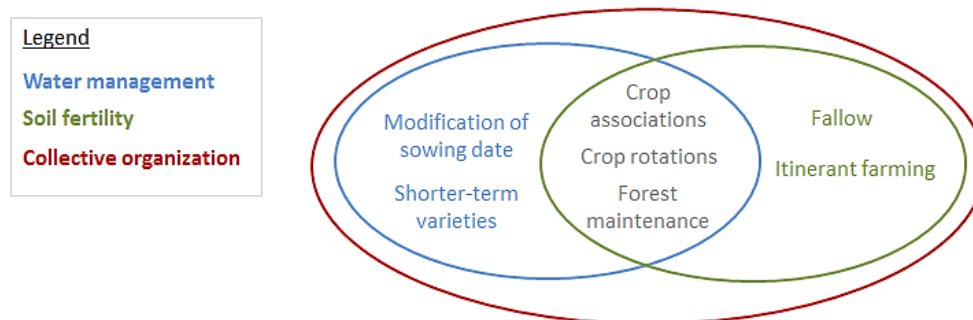 Legend
Water management
Soil fertility
Collective organization
Modification of
sowing date
Shorter-term
varieties
Crop
associations
Crop rotations
Forest
maintenance
Fallow
Itinerant farming